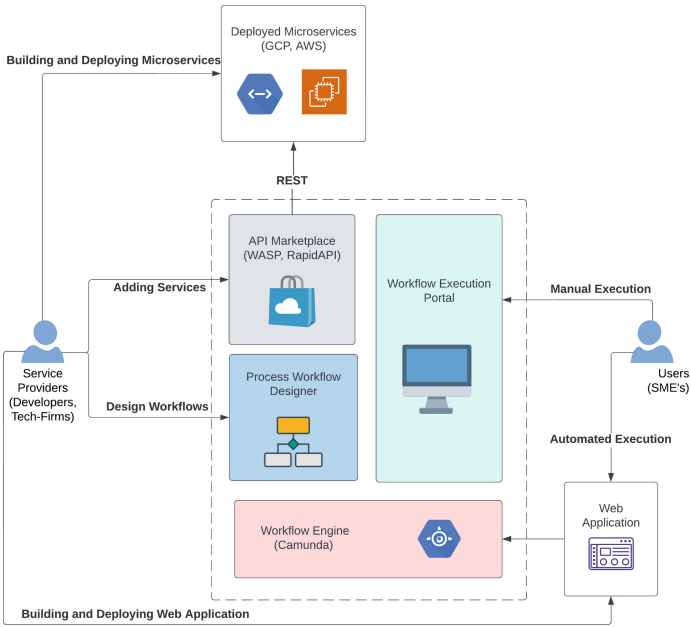 Deployed Microservices
(GCP, AWS)
Building and Deploying Microservices
REST
API Marketplace
(WASP, RapidAPI)
Workflow Execution
Portal
Adding Services
Manual Execution
Service
Providers
(Developers,
Tech-Firms)
Process Workflow
Designer
Users
(SME's)
Design Workflows
Automated Execution
Web
Application
Workflow Engine
(Camunda)
Building and Deploying Web Application